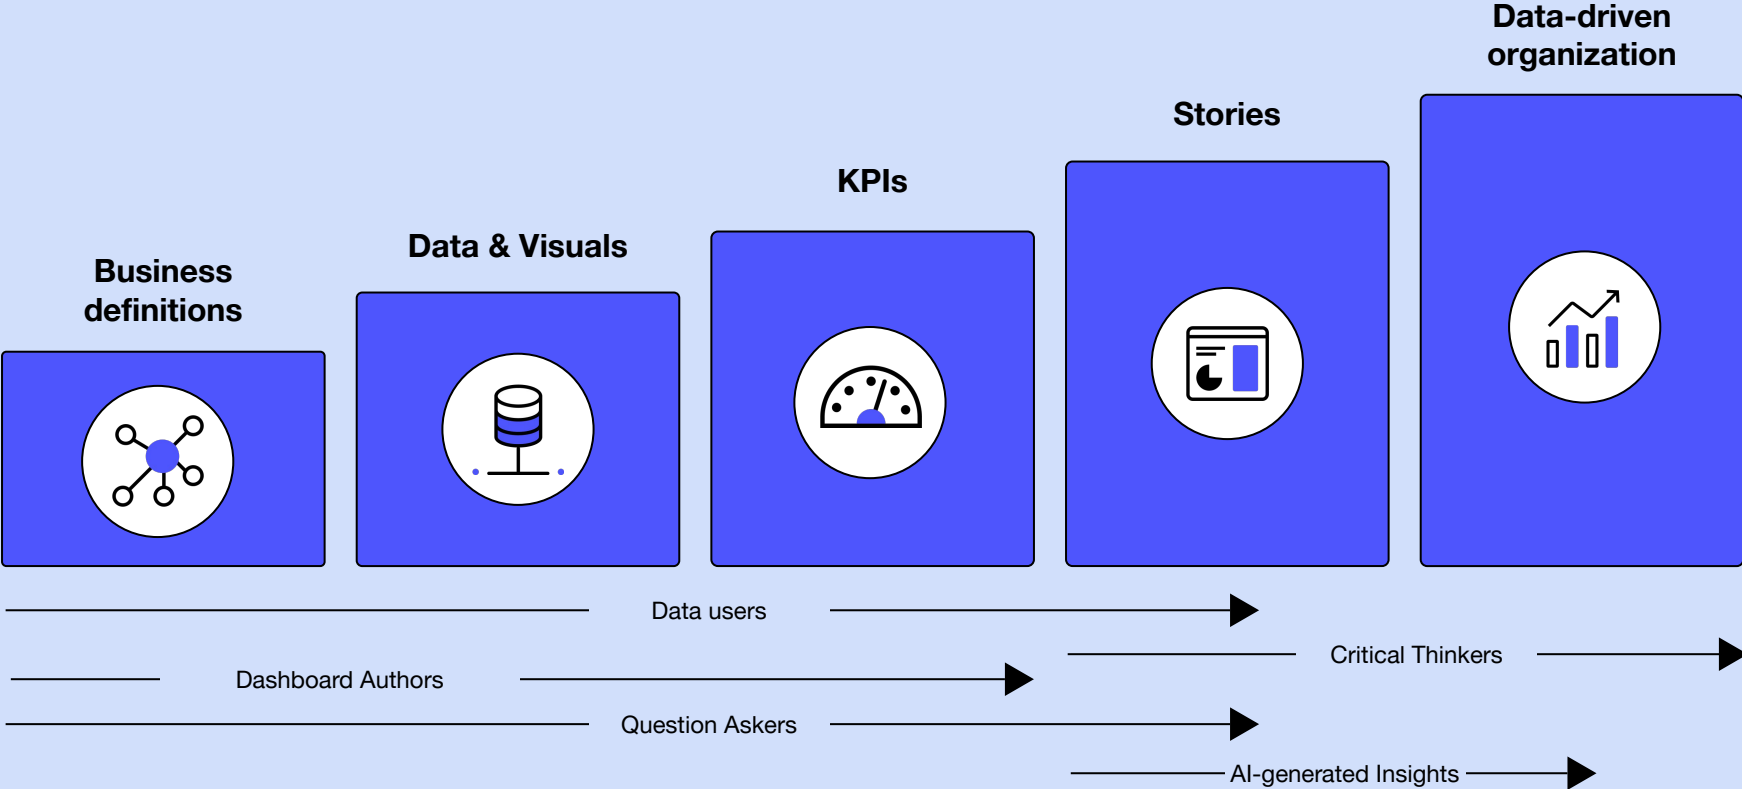 Data-driven
organization
Stories
KPIs
Data & Visuals
Business
definitions
Data users
Critical Thinkers
Dashboard Authors
Question Askers
AI-generated Insights